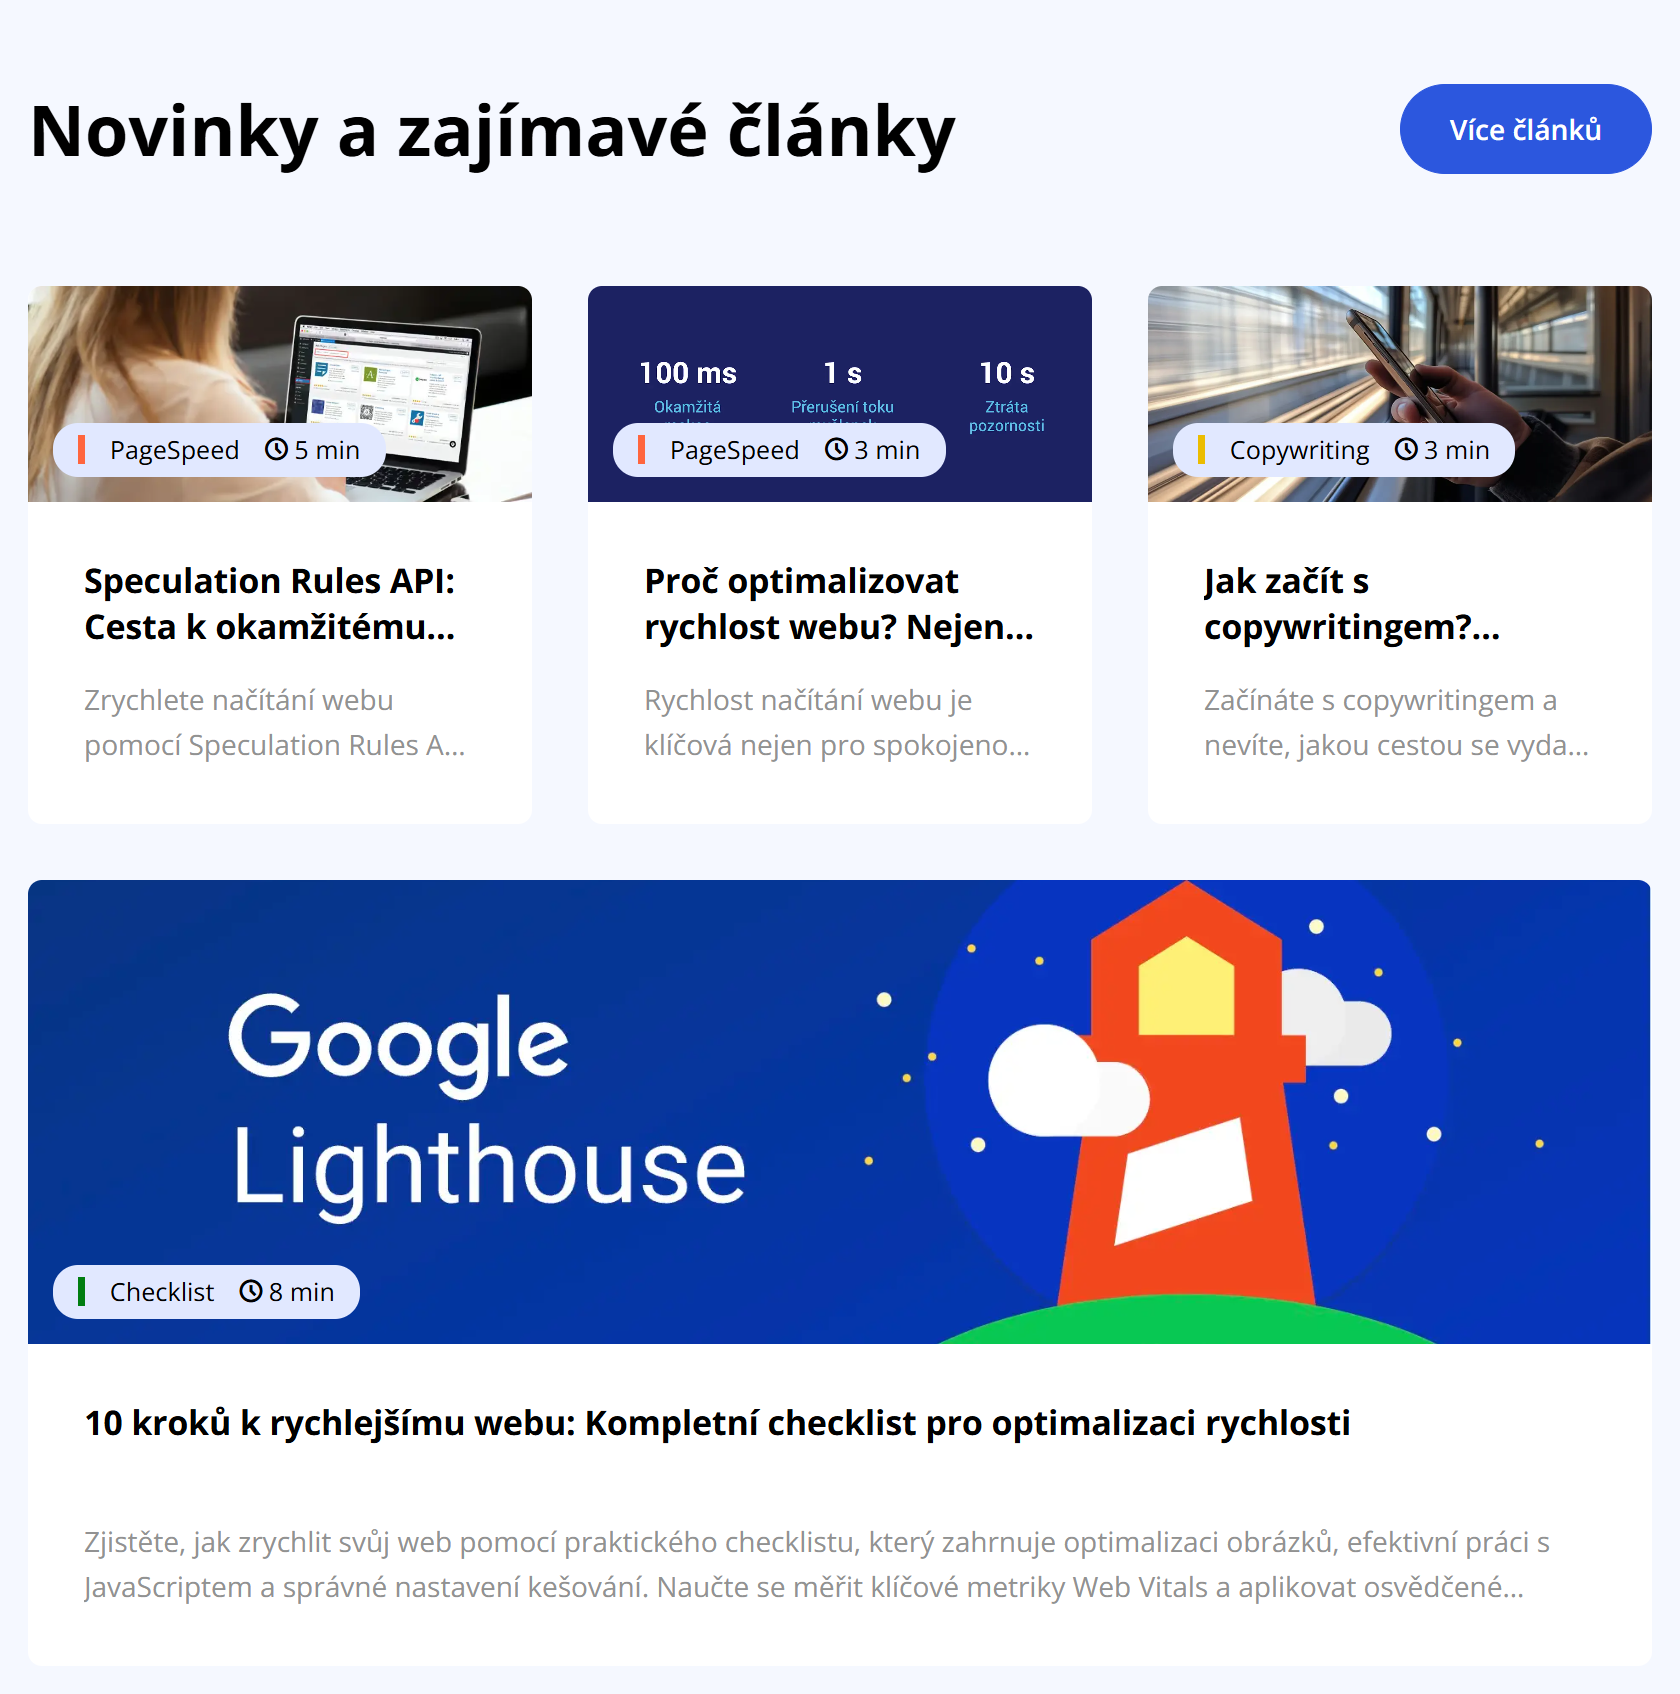 Novinky a zajímavé články
Více článků
PageSpeed 5 min
100 ms
Okamžitá
1 s
Přerušení toku
10 s
Ztráta
pozornosti
PageSpeed 3 min
Copywriting 3 min
Speculation Rules API:
Cesta k okamžitému...
Zrychlete načítání webu
pomocí Speculation Rules A...
Proč optimalizovat
rychlost webu? Nejen...
Rychlost načítání webu je
klíčová nejen pro spokojeno...
Jak začít s
copywritingem?...
Začínáte s copywritingem a
nevíte, jakou cestou se vyda...
Google
Lighthouse
Checklist 8 min
10 kroků k rychlejšímu webu: Kompletní checklist pro optimalizaci rychlosti
Zjistěte, jak zrychlit svůj web pomocí praktického checklistu, který zahrnuje optimalizaci obrázků, efektivní práci s
JavaScriptem a správné nastavení kešování. Naučte se měřit klíčové metriky Web Vitals a aplikovat osvědčené...